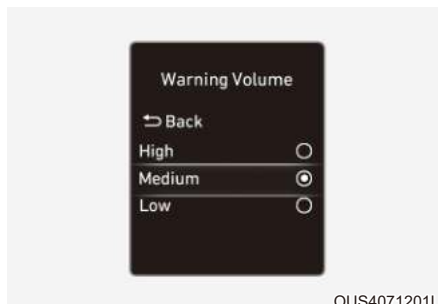 Warning Volume
Back
High
Medium
Low
OUS4071201L